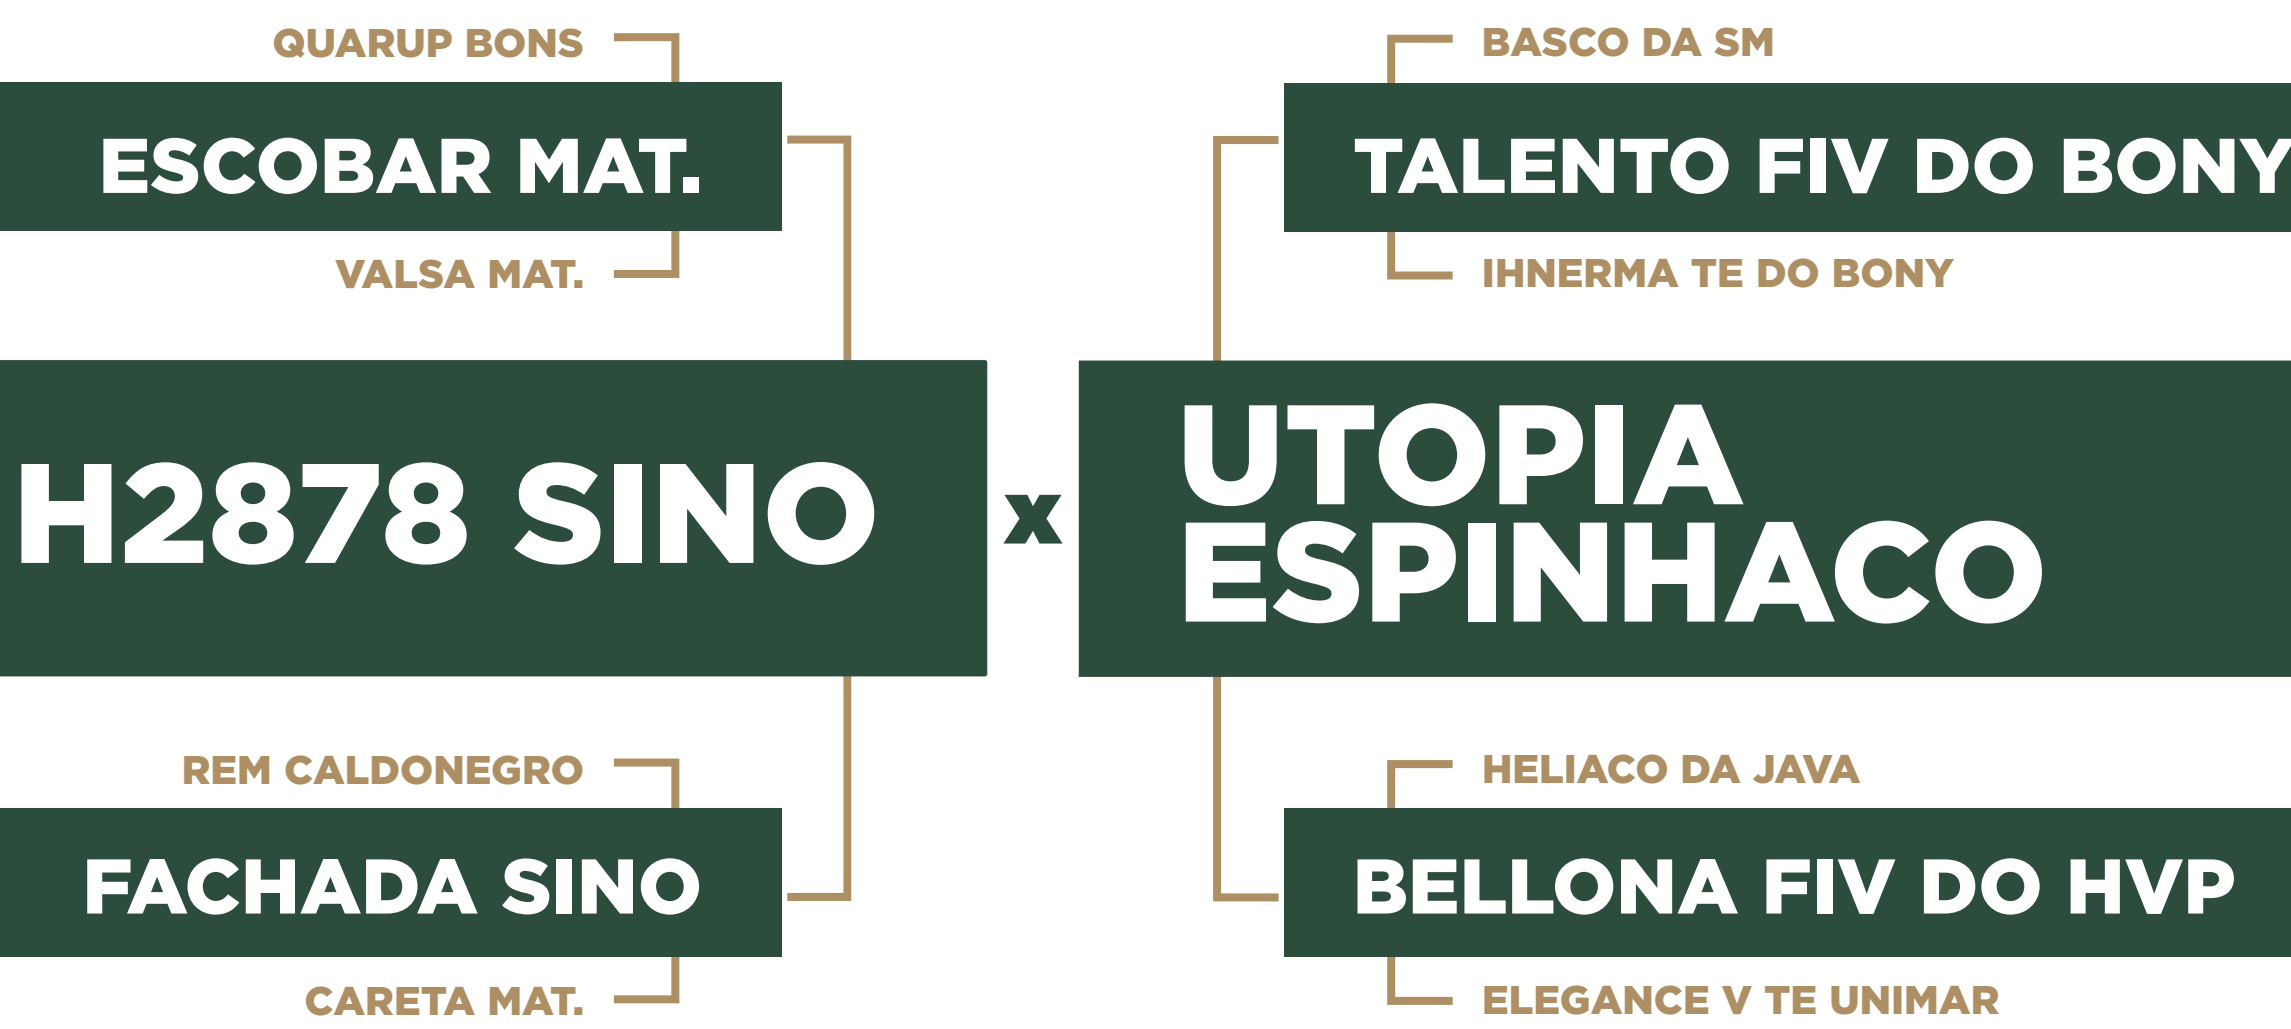 QUARUP BONS
ESCOBAR MAT.
VALSA MAT.
H2878 SINO
REM CALDONEGRO
FACHADA SINO
CARETA MAT.
x
BASCO DA SM
TALENTO FIV DO BONY
IHNERMA TE DO BONY
UTOPIA
ESPINHACO
HELIACO DA JAVA
BELLONA FIV DO HVP
ELEGANCE V TE UNIMAR